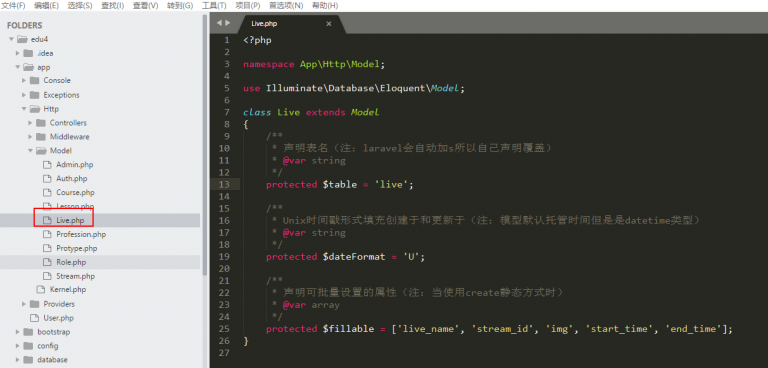 文件(F) 编辑(E) 选择(S) 查找(I) 查看(V) 转到(G) 工具(T) 项目(P) 首选项(N) 帮助(H)
FOLDERS
edu4
.idea
app
Console
Exceptions
Http
Controllers
Middleware
Model
Admin.php
Auth.php
Course.php
Lesson.php
Live.php
Profession.php
Protype.php
Role.php
Stream.php
Kernel.php
Providers
User.php
bootstrap
config
database
Live.php ×
1 <?php
2
3 namespace App\Http\Model;
4
5 use Illuminate\Database\Eloquent\Model;
6
7 class Live extends Model
8 {
9 /**
10 * 声明表名（注：laravel会自动加s所以自己声明覆盖）
11 * @var string
12 */
13 protected $table = 'live';
14
15 /**
16 * Unix时间戳形式填充创建于和更新于（注：模型默认托管时间但是是datetime类型）
17 * @var string
18 */
19 protected $dateFormat = 'U';
20
21 /**
22 * 声明可批量设置的属性（注：当使用create静态方式时）
23 * @var array
24 */
25 protected $fillable = ['live_name', 'stream_id', 'img', 'start_time', 'end_time'];
26 }
27